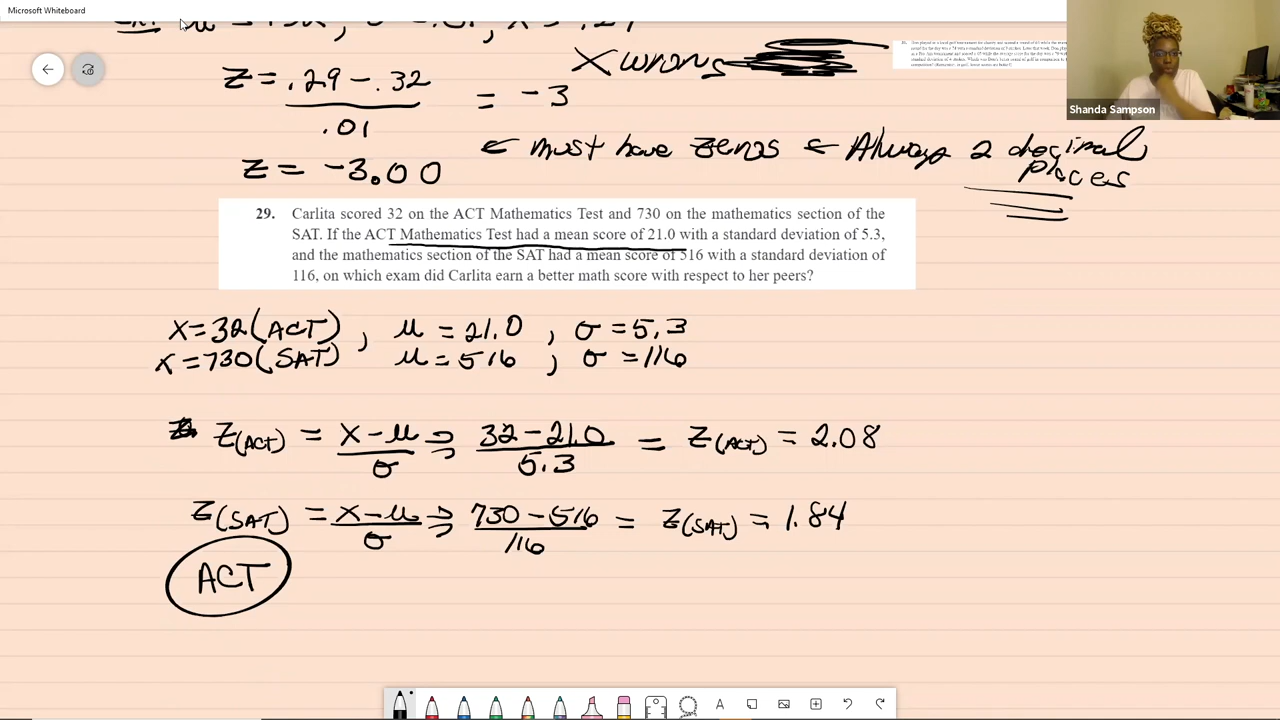 Microsoft Whiteboard
Z = .29 - .32
.01
= -3
X wrong
Z = -3.00
← must have zeros ← Always 2 decimal
places
29. Carlita scored 32 on the ACT Mathematics Test and 730 on the mathematics section of the
SAT. If the ACT Mathematics Test had a mean score of 21.0 with a standard deviation of 5.3,
and the mathematics section of the SAT had a mean score of 516 with a standard deviation of
116, on which exam did Carlita earn a better math score with respect to her peers?
X=32(ACT) , μ = 21.0 , σ = 5.3
X=730(SAT) , μ = 516 , σ = 116
Z(ACT) = X-μ ⇒ 32-21.0 = Z(ACT) = 2.08
σ 5.3
Z(SAT) = X-μ ⇒ 730-516 = Z(SAT) = 1.84
σ 116
ACT
Shanda Sampson
A